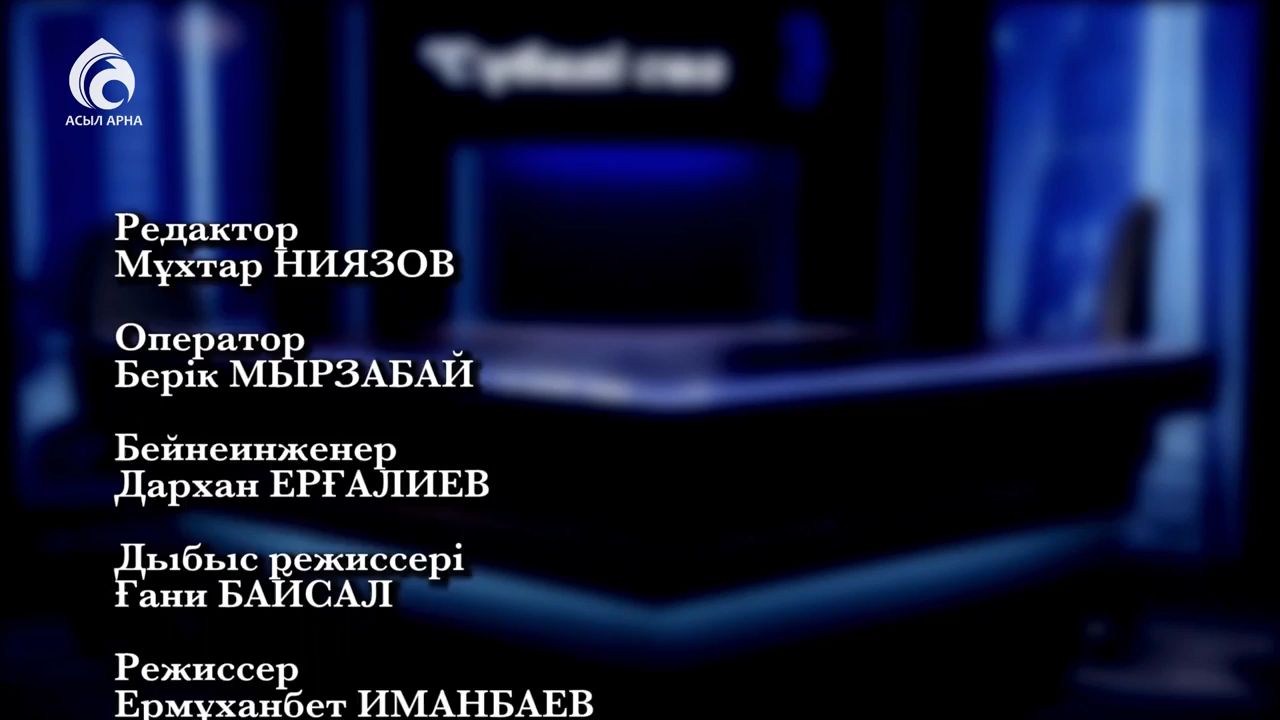 АСЫЛ АРНА
Редактор
Мұхтар НИЯЗОВ
Оператор
Берік МЫРЗАБАЙ
Бейнеинженер
Дархан ЕРҒАЛИЕВ
Дыбыс режиссері
Ғани БАЙСАЛ
Режиссер
Ермұханбет ИМАНБАЕВ